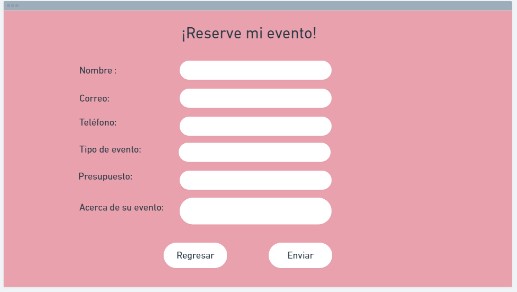 ¡Reserve mi evento!
Nombre :
Correo:
Teléfono:
Tipo de evento:
Presupuesto:
Acerca de su evento:
Regresar
Enviar